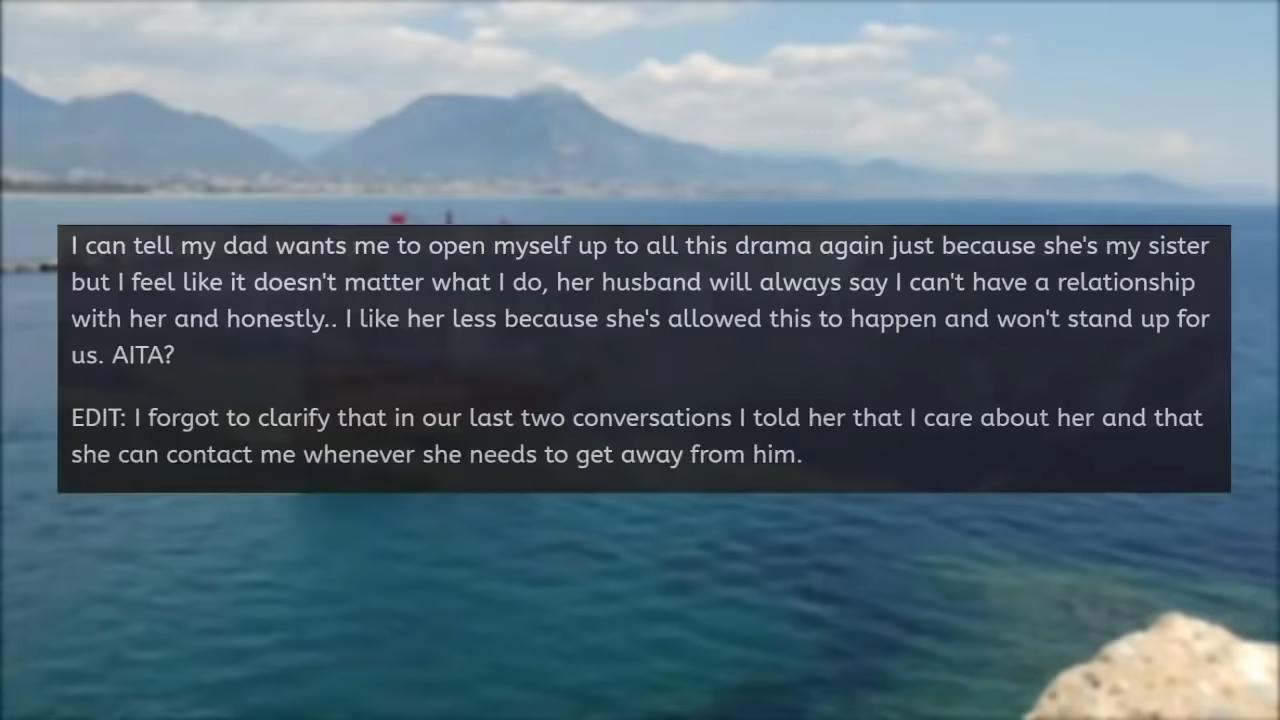 I can tell my dad wants me to open myself up to all this drama again just because she's my sister
but I feel like it doesn't matter what I do, her husband will always say I can't have a relationship
with her and honestly.. I like her less because she's allowed this to happen and won't stand up for
us. AITA?
EDIT: I forgot to clarify that in our last two conversations I told her that I care about her and that
she can contact me whenever she needs to get away from him.